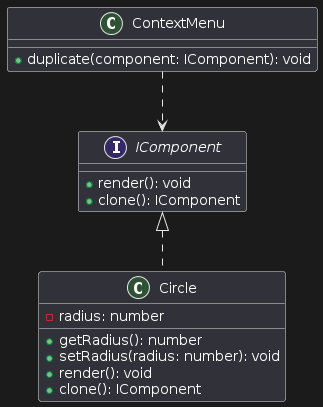 C ContextMenu
duplicate(component: IComponent): void
I IComponent
render(): void
clone(): IComponent
C Circle
radius: number
getRadius(): number
setRadius(radius: number): void
render(): void
clone(): IComponent